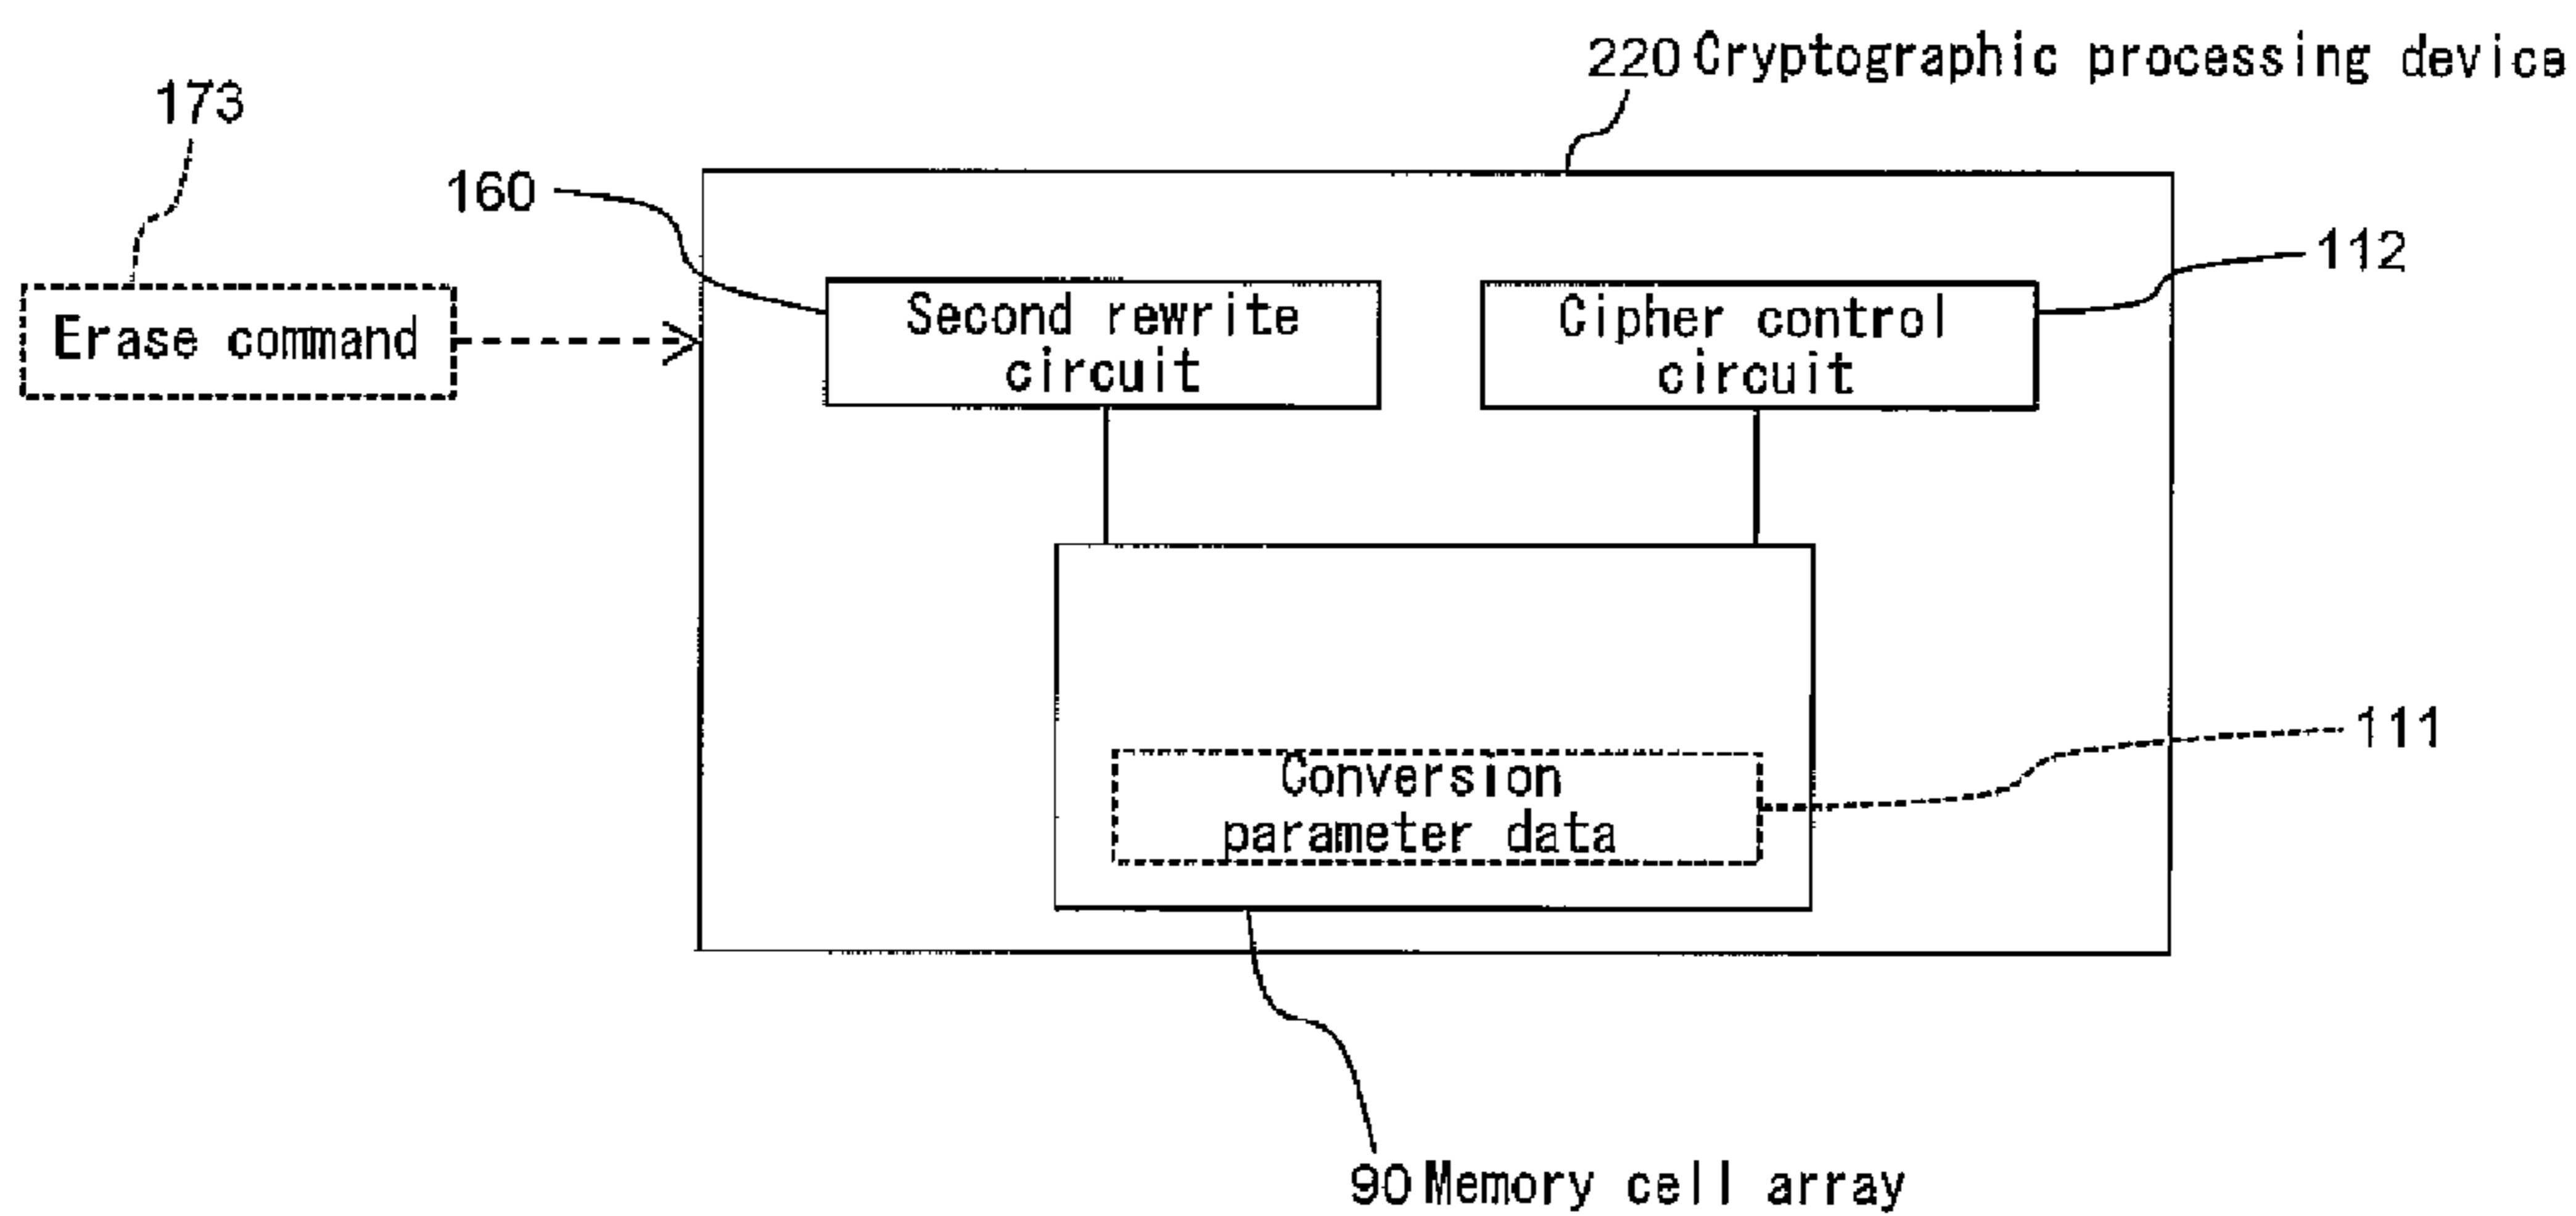 220 Cryptographic processing device
173
160
112
Erase command
Second rewrite
circuit
Cipher control
circuit
111
Conversion
parameter data
90 Memory cell array